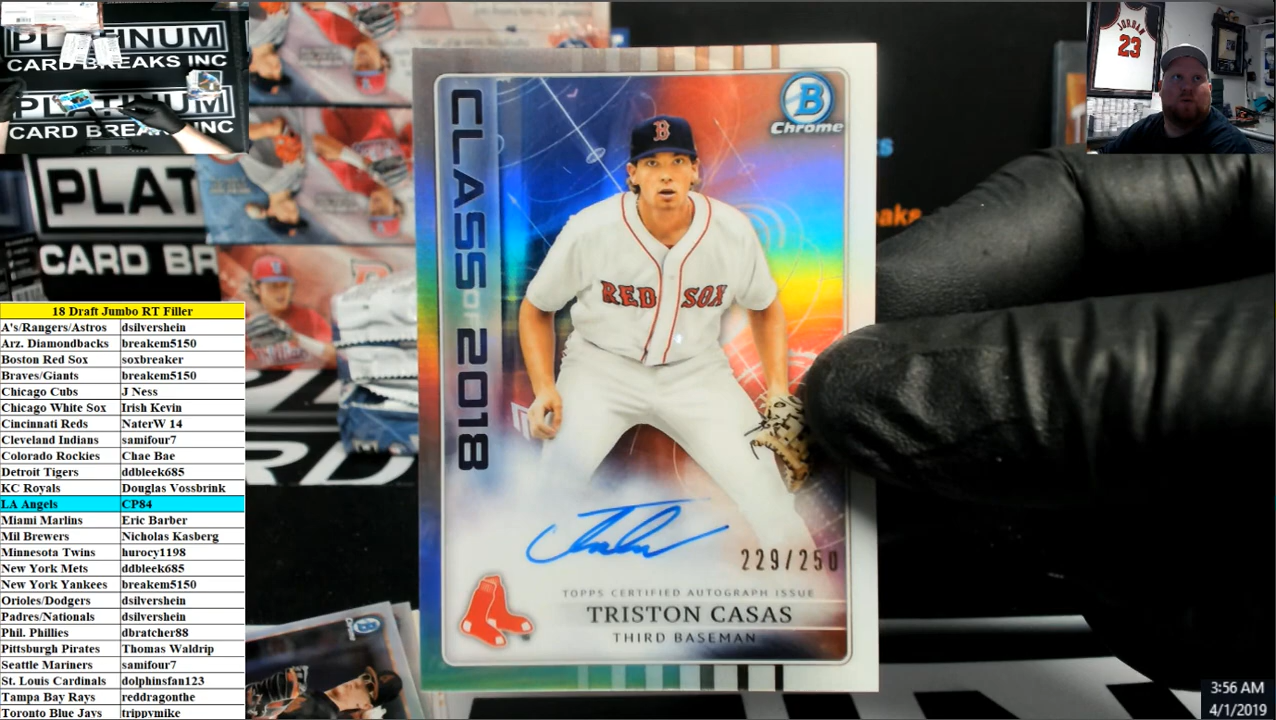 PLATINUM
CARD BREAKS INC
PLATINUM
CARD BREAKS INC
JORDAN
23
PLAT
CARD BR
CLASS OF 2018
B
Chrome
B
RED SOX
229/250
TOPPS CERTIFIED AUTOGRAPH ISSUE
TRISTON CASAS
THIRD BASEMAN
18 Draft Jumbo RT Filler
A's/Rangers/Astros dsilvershein
Arz. Diamondbacks breakem5150
Boston Red Sox soxbreaker
Braves/Giants breakem5150
Chicago Cubs J Ness
Chicago White Sox Irish Kevin
Cincinnati Reds NaterW 14
Cleveland Indians samifour7
Colorado Rockies Chae Bae
Detroit Tigers ddbleek685
KC Royals Douglas Vossbrink
LA Angels CP84
Miami Marlins Eric Barber
Mil Brewers Nicholas Kasberg
Minnesota Twins hurocy1198
New York Mets ddbleek685
New York Yankees breakem5150
Orioles/Dodgers dsilvershein
Padres/Nationals dsilvershein
Phil. Phillies dbratcher88
Pittsburgh Pirates Thomas Waldrip
Seattle Mariners samifour7
St. Louis Cardinals dolphinsfan123
Tampa Bay Rays reddragonthe
Toronto Blue Jays trippymike
3:56 AM
4/1/2019